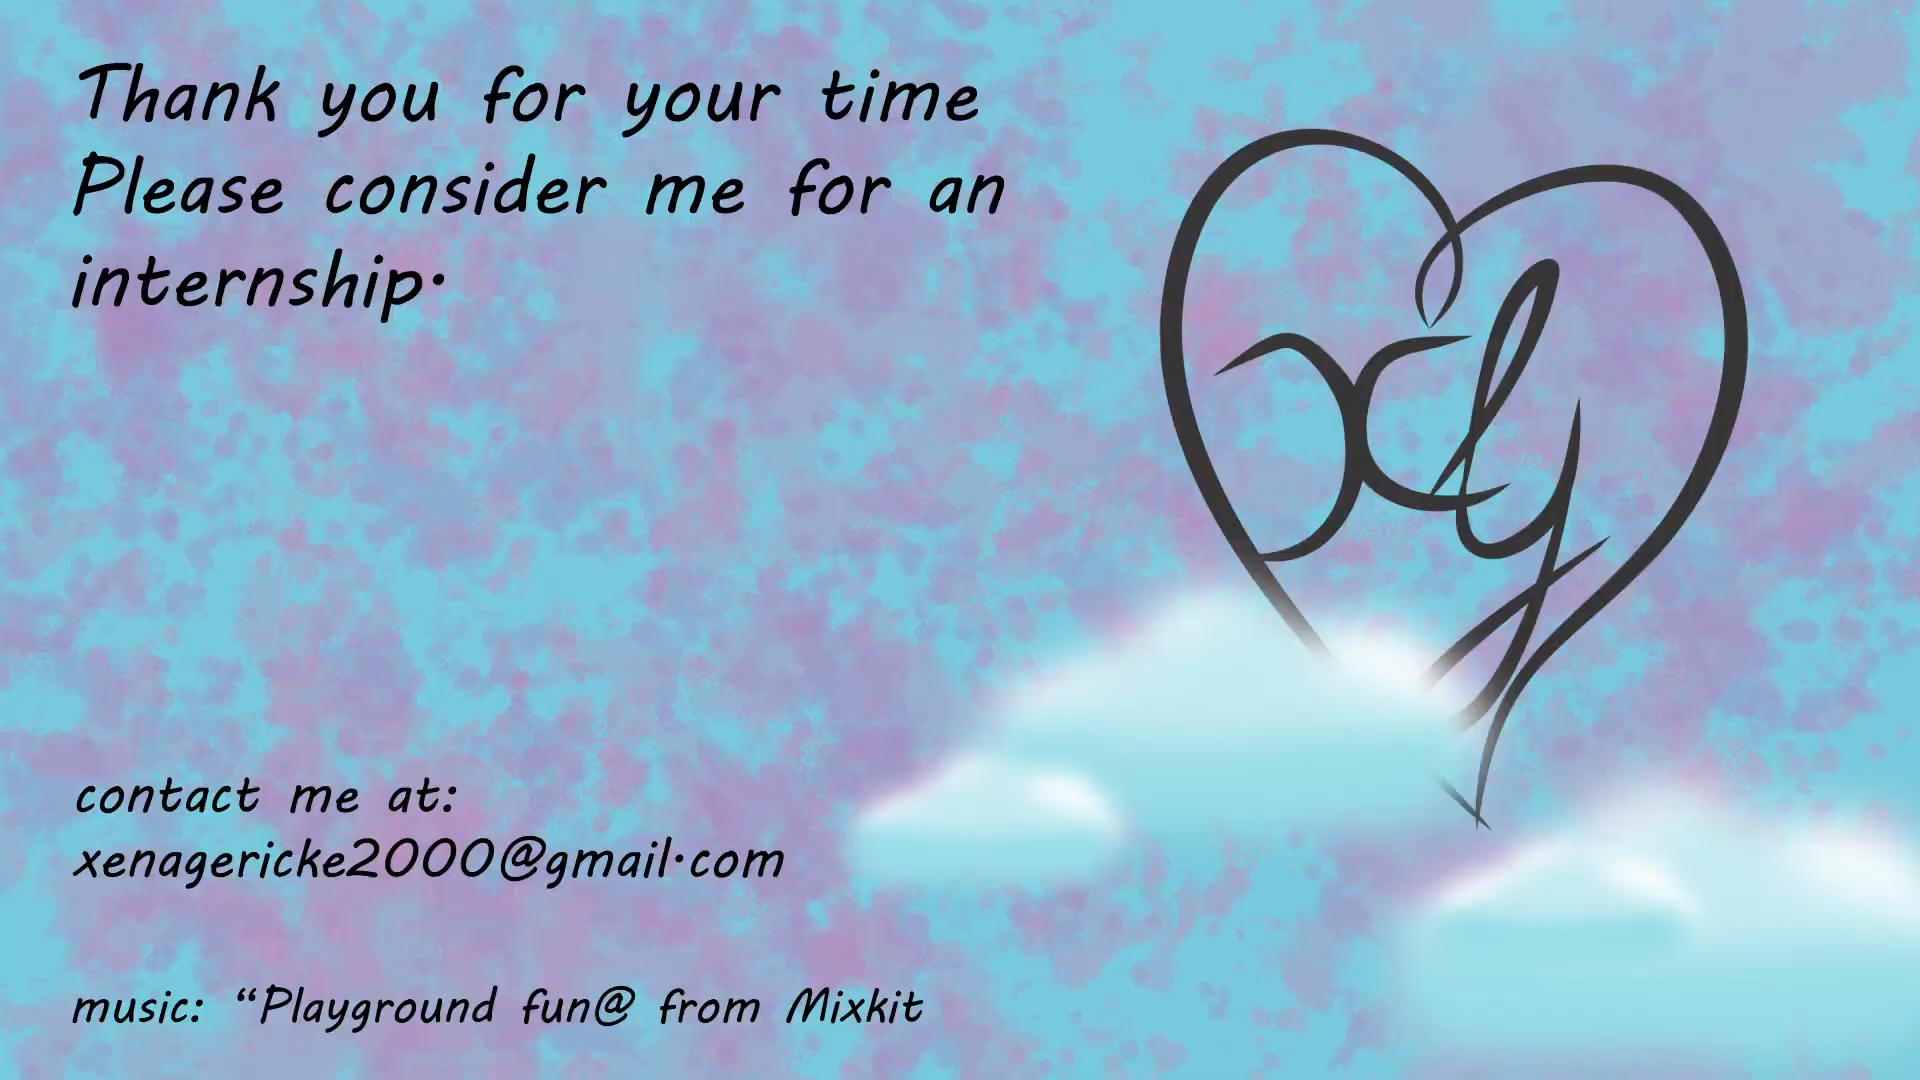 Thank you for your time
Please consider me for an
internship.
xg
contact me at:
xenagericke2000@gmail.com
music: “Playground fun@ from Mixkit